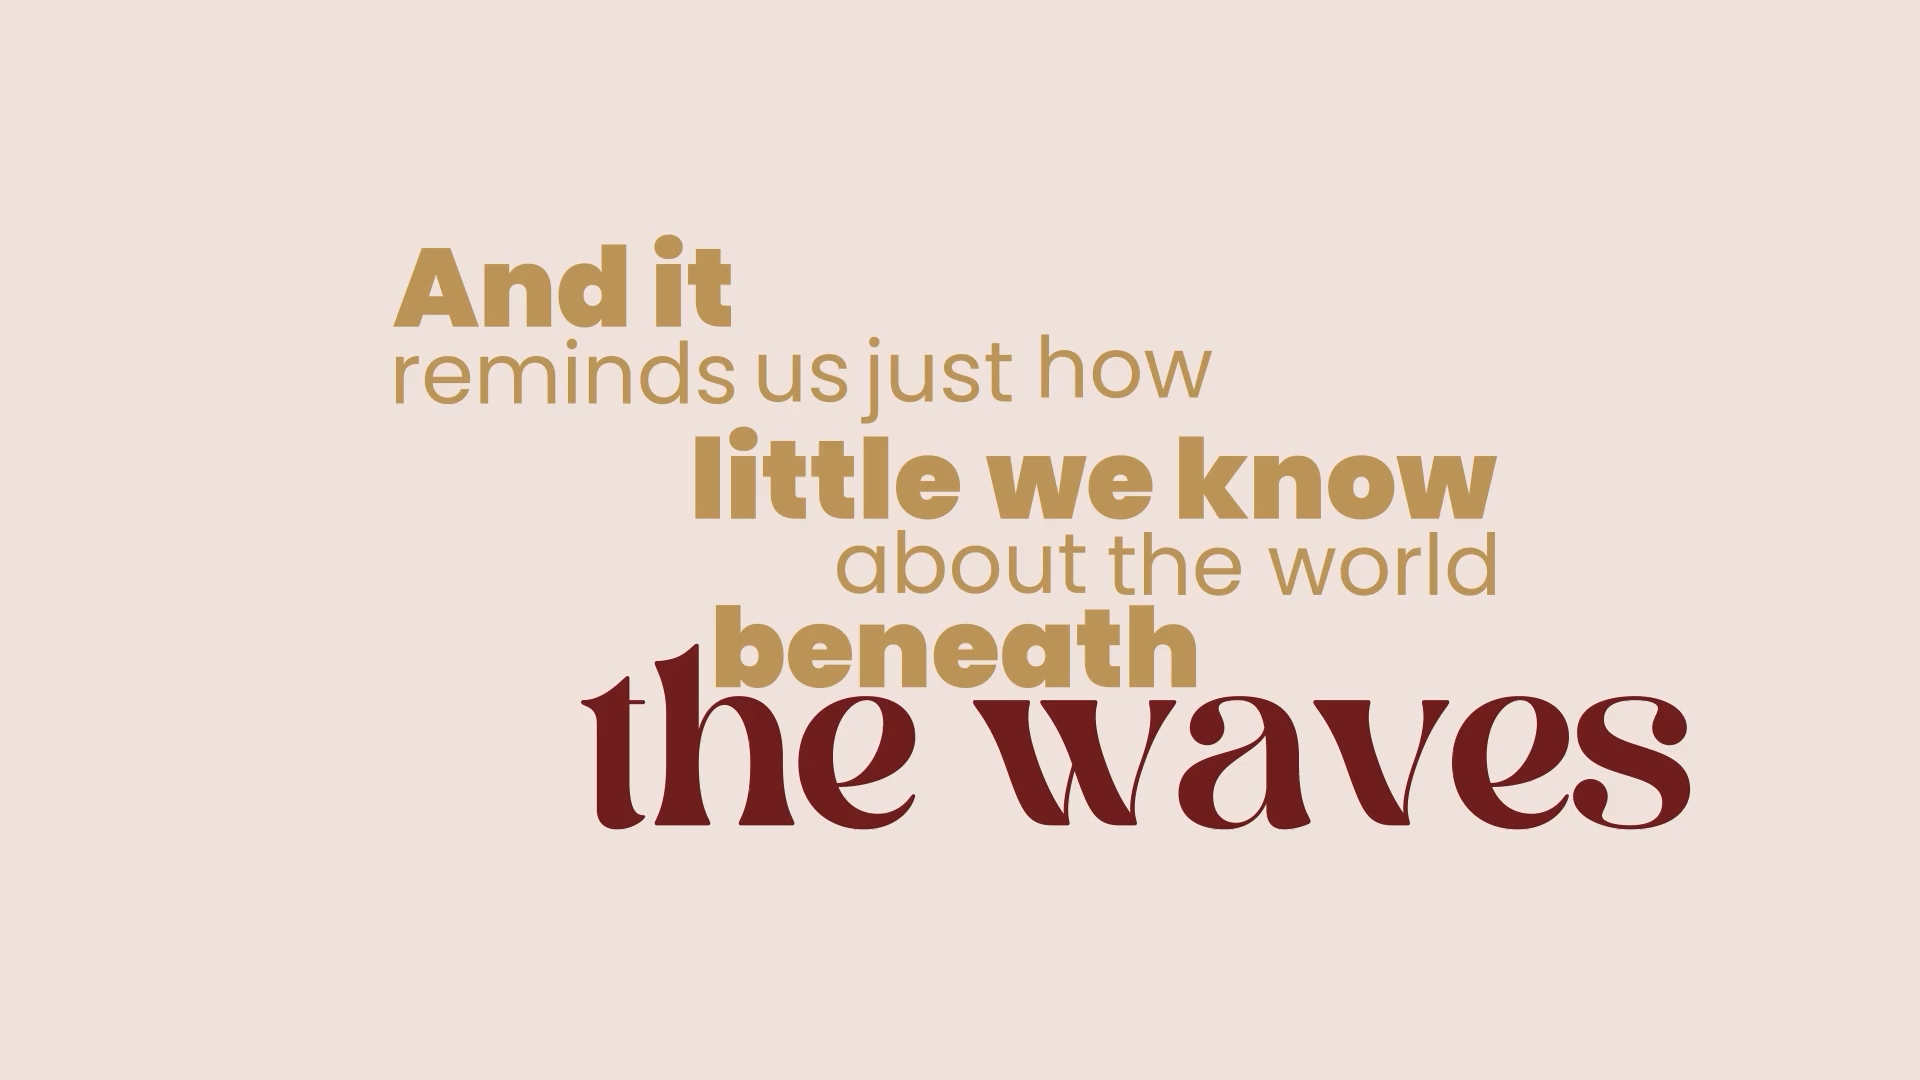 And it
reminds us just how
little we know
about the world
beneath
the waves